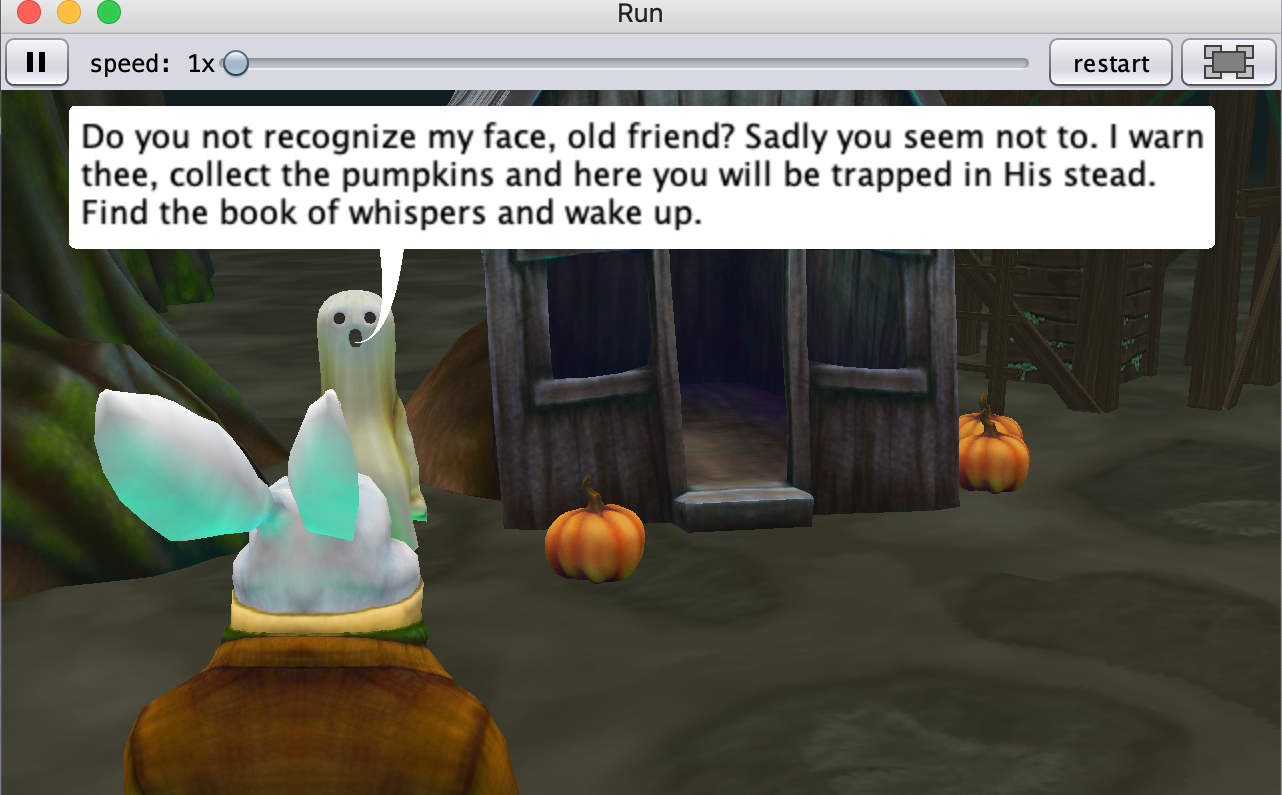 Run
speed: 1x
restart
Do you not recognize my face, old friend? Sadly you seem not to. I warn
thee, collect the pumpkins and here you will be trapped in His stead.
Find the book of whispers and wake up.